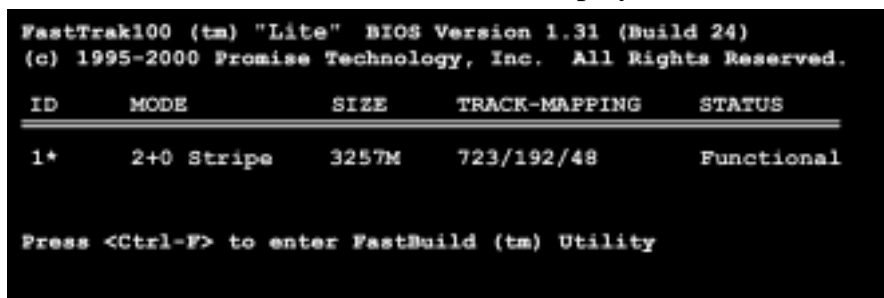 FastTrak100 (tm) "Lite" BIOS Version 1.31 (Build 24)
(c) 1995-2000 Promise Technology, Inc. All Rights Reserved.
ID MODE SIZE TRACK-MAPPING STATUS
1* 2+0 Stripe 3257M 723/192/48 Functional
Press <Ctrl-F> to enter FastBuild (tm) Utility